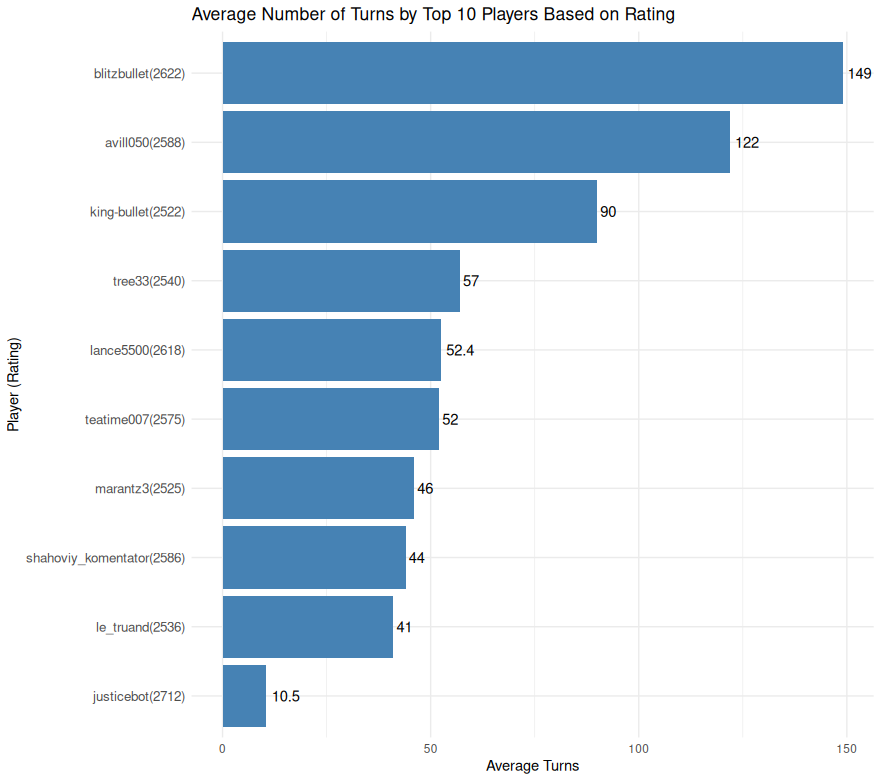 Average Number of Turns by Top 10 Players Based on Rating
Player (Rating)
blitzbullet(2622) 149
avill050(2588) 122
king-bullet(2522) 90
tree33(2540) 57
lance5500(2618) 52.4
teatime007(2575) 52
marantz3(2525) 46
shahoviy_komentator(2586) 44
le_truand(2536) 41
justicebot(2712) 10.5
0 50 100 150
Average Turns